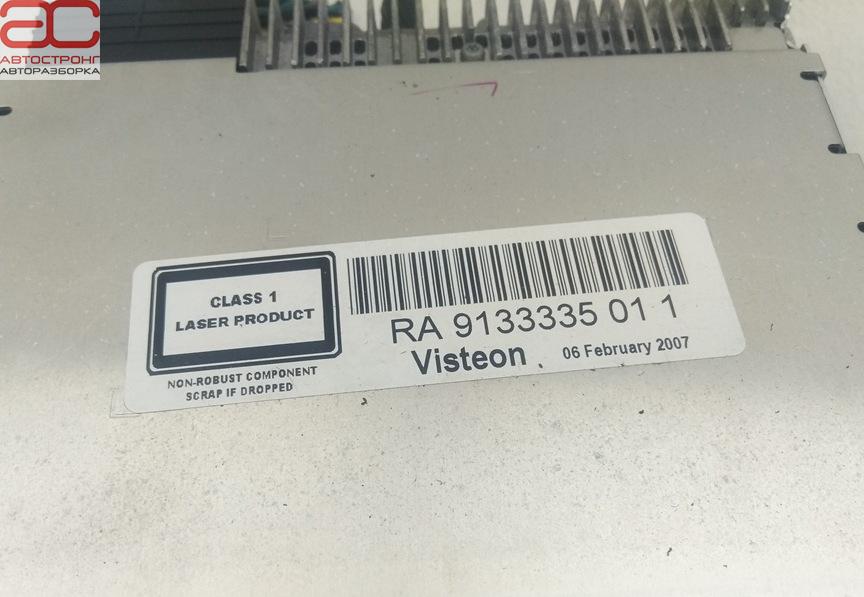 ac
АВТОСТРОНГ
АВТОРАЗБОРКА
CLASS 1
LASER PRODUCT
NON-ROBUST COMPONENT
SCRAP IF DROPPED
RA 9133335 01 1
Visteon . 06 February 2007